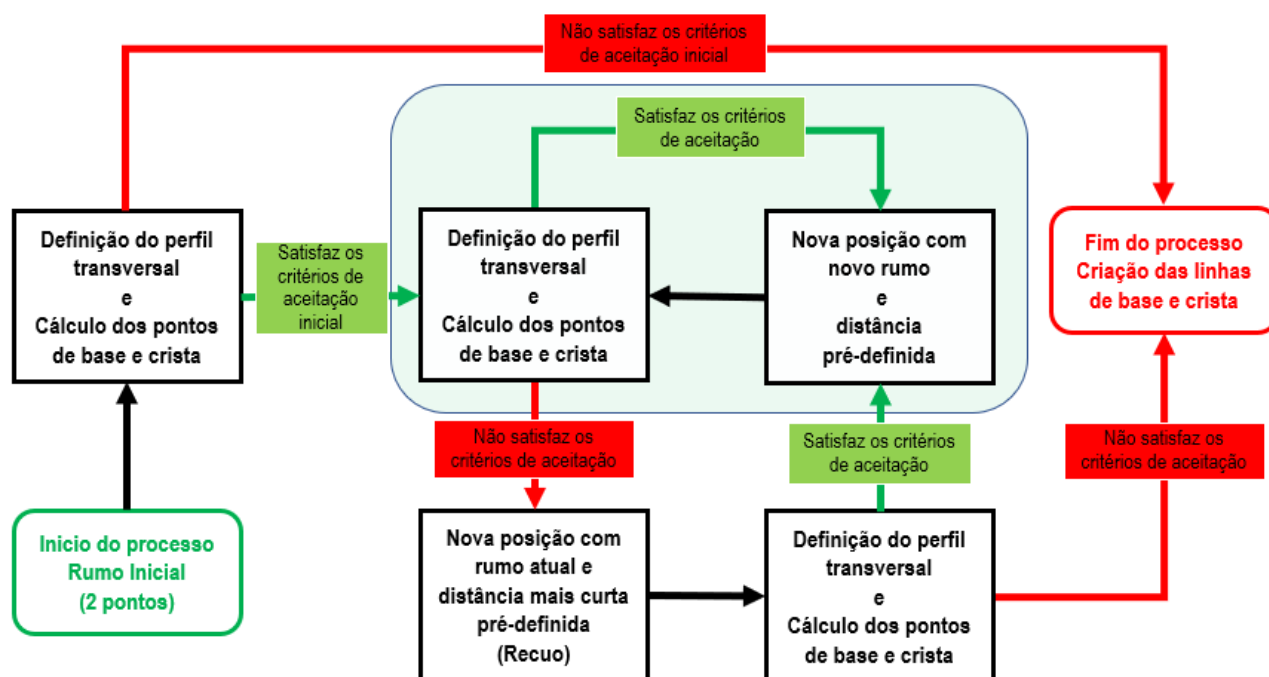 Não satisfaz os critérios
de aceitação inicial
Satisfaz os critérios
de aceitação
Definição do perfil
transversal
e
Cálculo dos pontos
de base e crista
Satisfaz os
critérios de
aceitação
inicial
Definição do perfil
transversal
e
Cálculo dos pontos
de base e crista
Nova posição com
novo rumo
e
distância
pré-definida
Fim do processo
Criação das linhas
de base e crista
Não satisfaz os
critérios de aceitação
Satisfaz os critérios
de aceitação
Não satisfaz os
critérios de aceitação
Inicio do processo
Rumo Inicial
(2 pontos)
Nova posição com
rumo atual e
distância mais curta
pré-definida
(Recuo)
Definição do perfil
transversal
e
Cálculo dos pontos
de base e crista